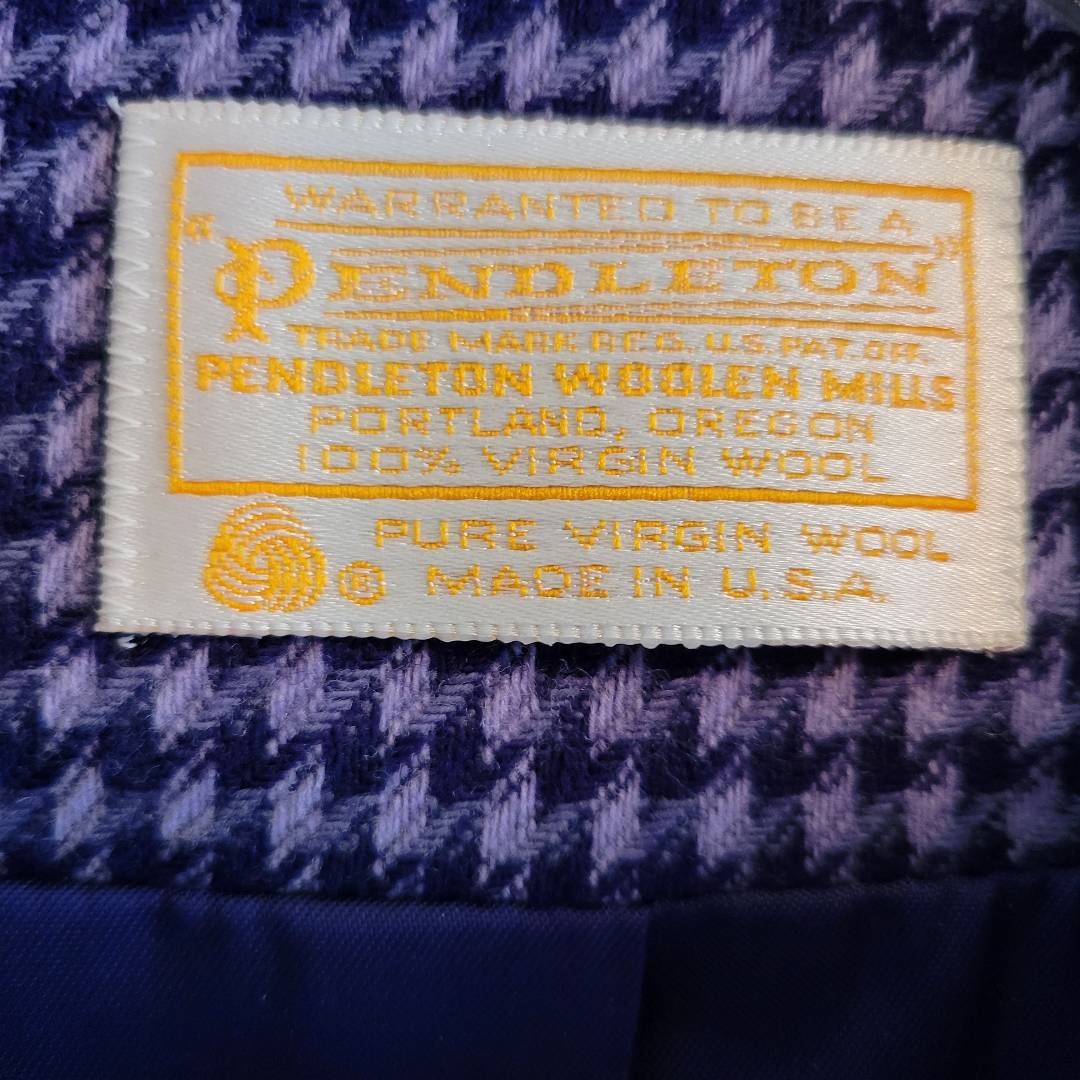 WARRANTED TO BE A
"PENDLETON"
TRADE MARK REG. U.S. PAT. OFF.
PENDLETON WOOLEN MILLS
PORTLAND, OREGON
100% VIRGIN WOOL
PURE VIRGIN WOOL
® MADE IN U.S.A.